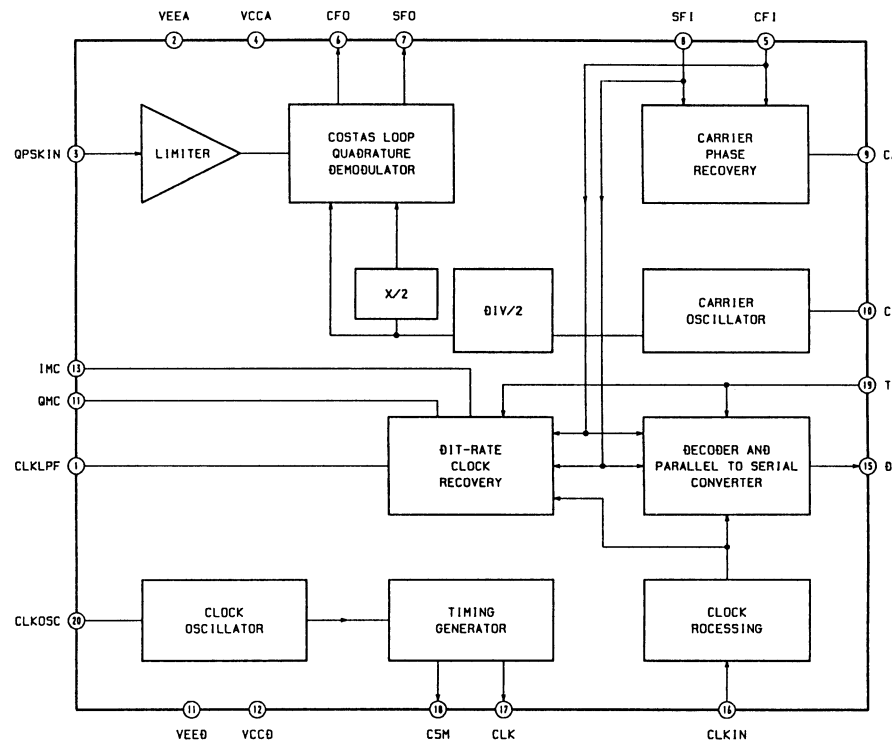 VEEA VCCA CFO SFO SFI CFI
2 4 6 7 8 5
QPSKIN 3
LIMITER
COSTAS LOOP
QUADRATURE
DEMODULATOR
CARRIER
PHASE
RECOVERY
9 C
X/2
DIV/2
CARRIER
OSCILLATOR
10 C
IMC 13
19 T
QMC 11
CLKLPF 1
BIT-RATE
CLOCK
RECOVERY
DECODER AND
PARALLEL TO SERIAL
CONVERTER
15 D
CLKOSC 20
CLOCK
OSCILLATOR
TIMING
GENERATOR
CLOCK
ROCESSING
11 12 18 17 16
VEED VCCD CSM CLK CLKIN